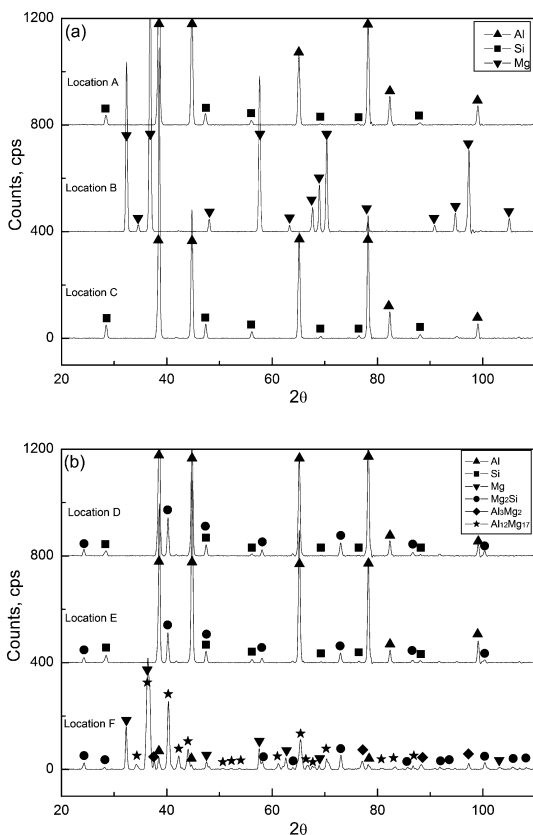 (a)
Al
Si
Mg
Location A
Location B
Location C
Counts, cps
1200
800
400
0
20 40 60 80 100
2θ
(b)
Al
Si
Mg
Mg₂Si
Al₃Mg₂
Al₁₂Mg₁₇
Location D
Location E
Location F
Counts, cps
1200
800
400
0
20 40 60 80 100
2θ